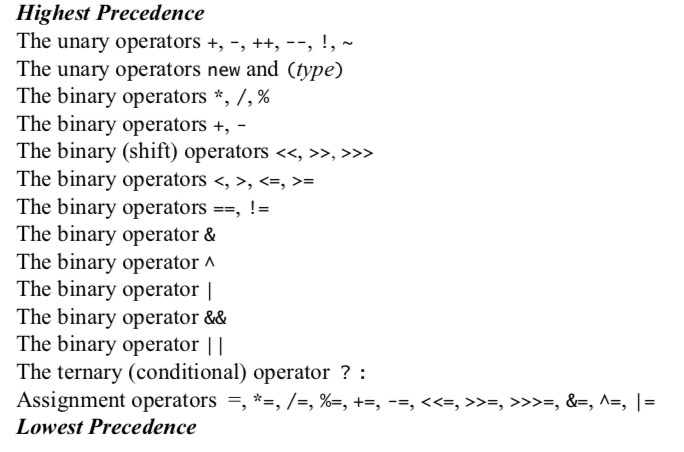 Highest Precedence
The unary operators +, -, ++, --, !, ~
The unary operators new and (type)
The binary operators *, /, %
The binary operators +, -
The binary (shift) operators <<, >>, >>>
The binary operators <, >, <=, >=
The binary operators ==, !=
The binary operator &
The binary operator ^
The binary operator |
The binary operator &&
The binary operator ||
The ternary (conditional) operator ? :
Assignment operators =, *=, /=, %=, +=, -=, <<=, >>=, >>>=, &=, ^=, |=
Lowest Precedence